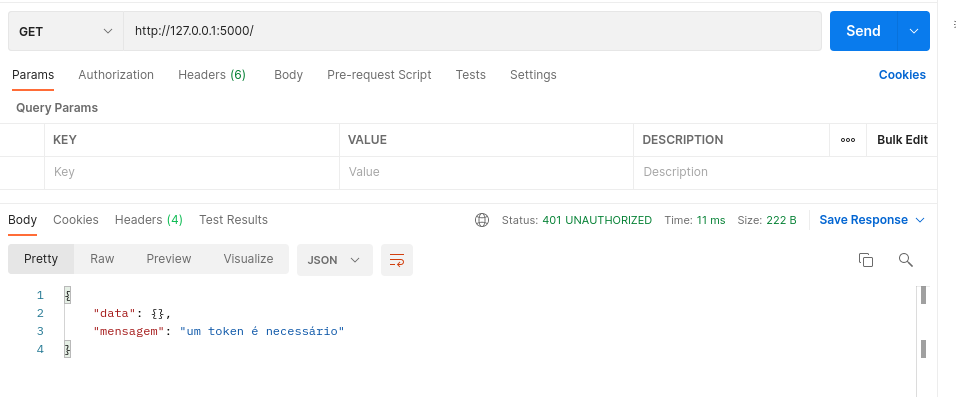 GET http://127.0.0.1:5000/ Send
Params Authorization Headers (6) Body Pre-request Script Tests Settings Cookies
Query Params
KEY VALUE DESCRIPTION ooo Bulk Edit
Key Value Description
Body Cookies Headers (4) Test Results Status: 401 UNAUTHORIZED Time: 11 ms Size: 222 B Save Response
Pretty Raw Preview Visualize JSON
1 {
2 "data": {},
3 "mensagem": "um token é necessário"
4 }